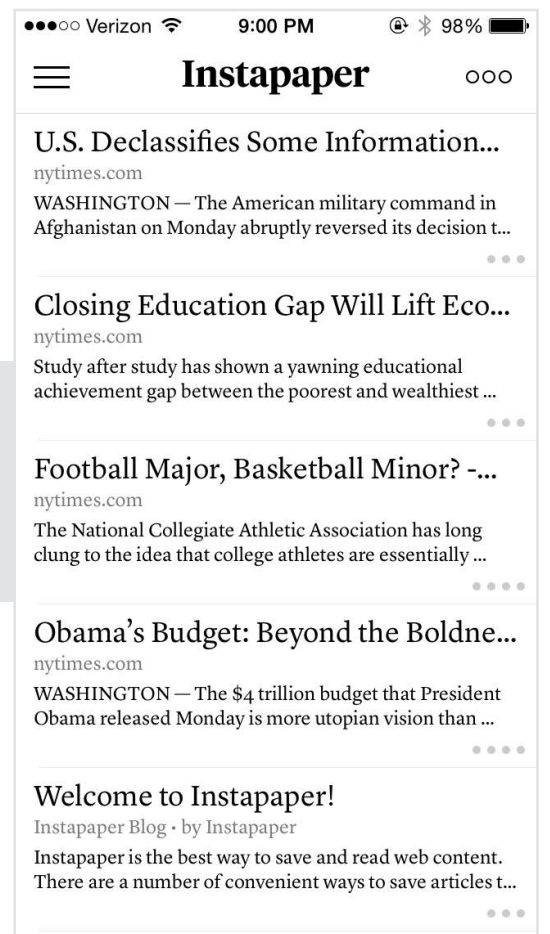 Verizon 9:00 PM 98%
Instapaper
U.S. Declassifies Some Information...
nytimes.com
WASHINGTON — The American military command in
Afghanistan on Monday abruptly reversed its decision t...
Closing Education Gap Will Lift Eco...
nytimes.com
Study after study has shown a yawning educational
achievement gap between the poorest and wealthiest ...
Football Major, Basketball Minor? -...
nytimes.com
The National Collegiate Athletic Association has long
clung to the idea that college athletes are essentially ...
Obama’s Budget: Beyond the Boldne...
nytimes.com
WASHINGTON — The $4 trillion budget that President
Obama released Monday is more utopian vision than ...
Welcome to Instapaper!
Instapaper Blog • by Instapaper
Instapaper is the best way to save and read web content.
There are a number of convenient ways to save articles t...